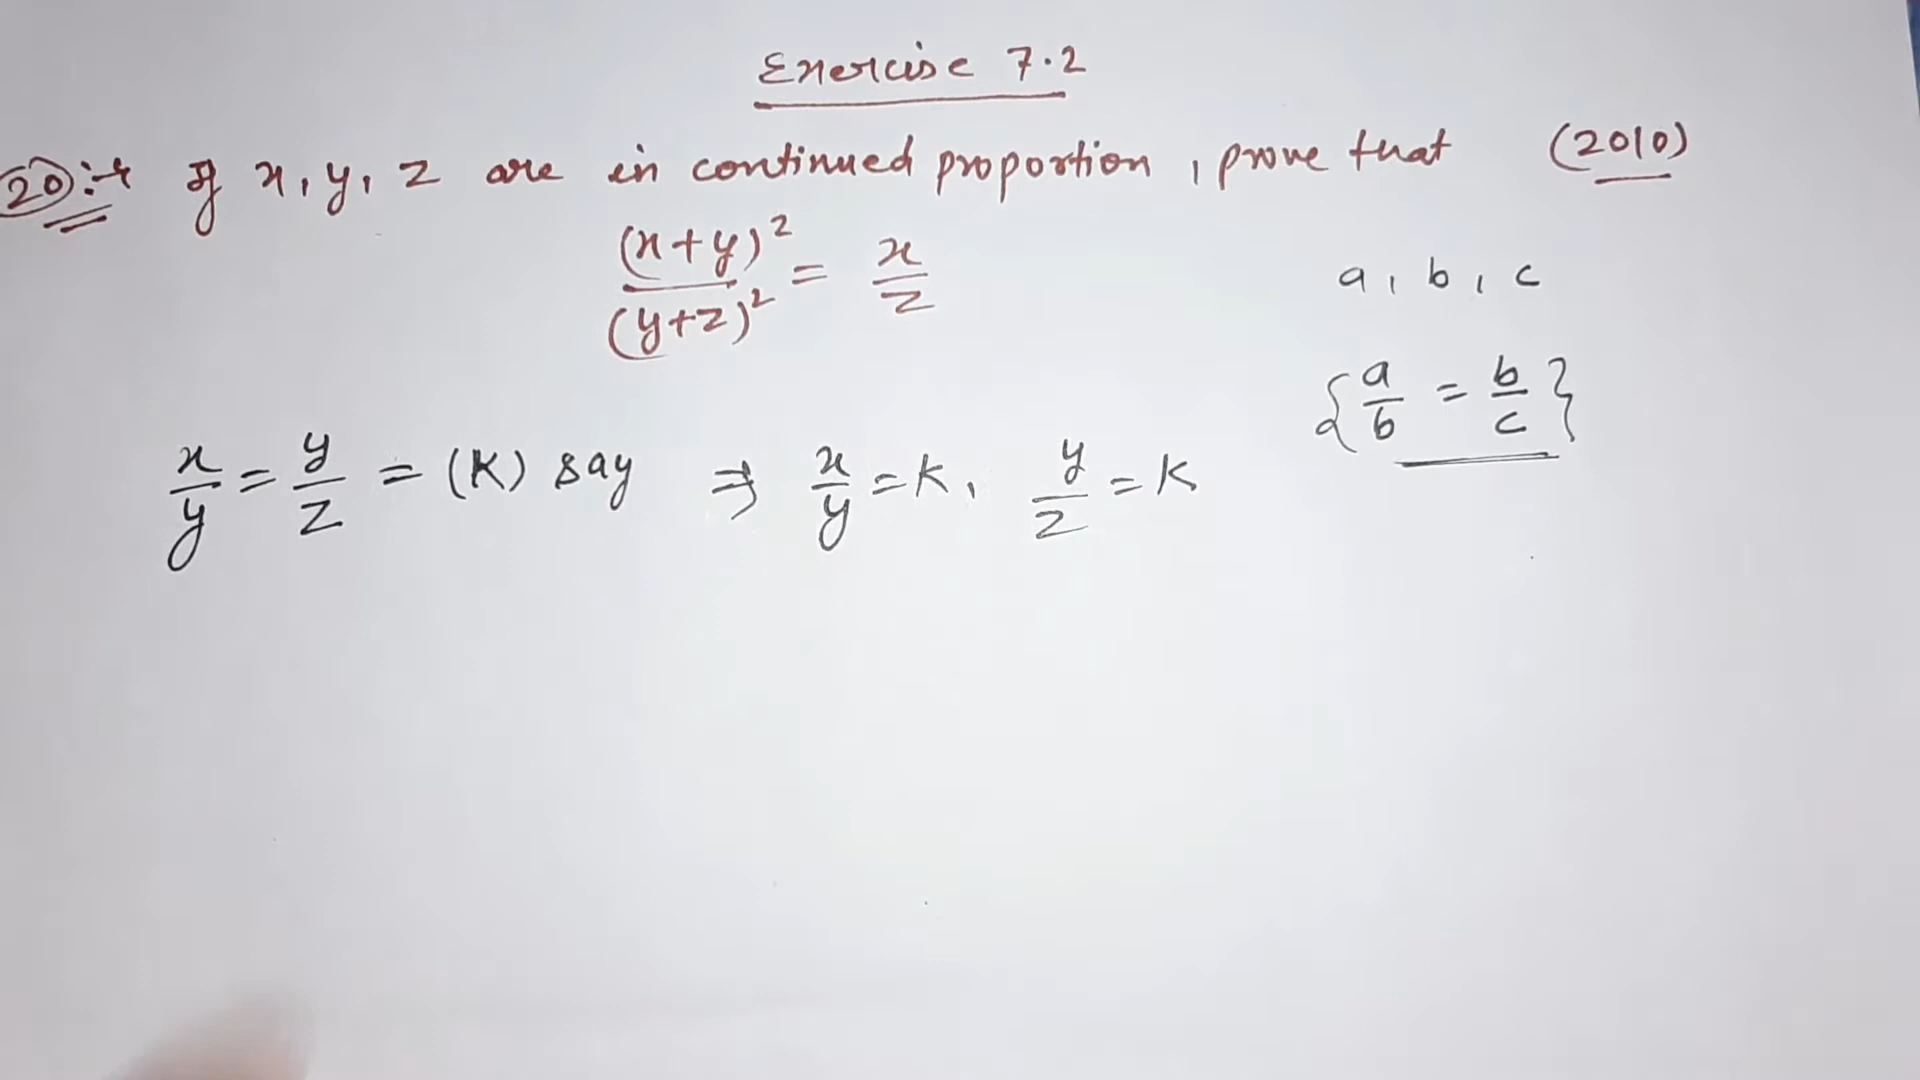 Exercise 7.2
20:→ If x, y, z are in continued proportion, prove that (2010)
(x+y)² / (y+z)² = x/z
a, b, c
{a/b = b/c}
x/y = y/z = (K) say ⇒ x/y = K, y/z = K